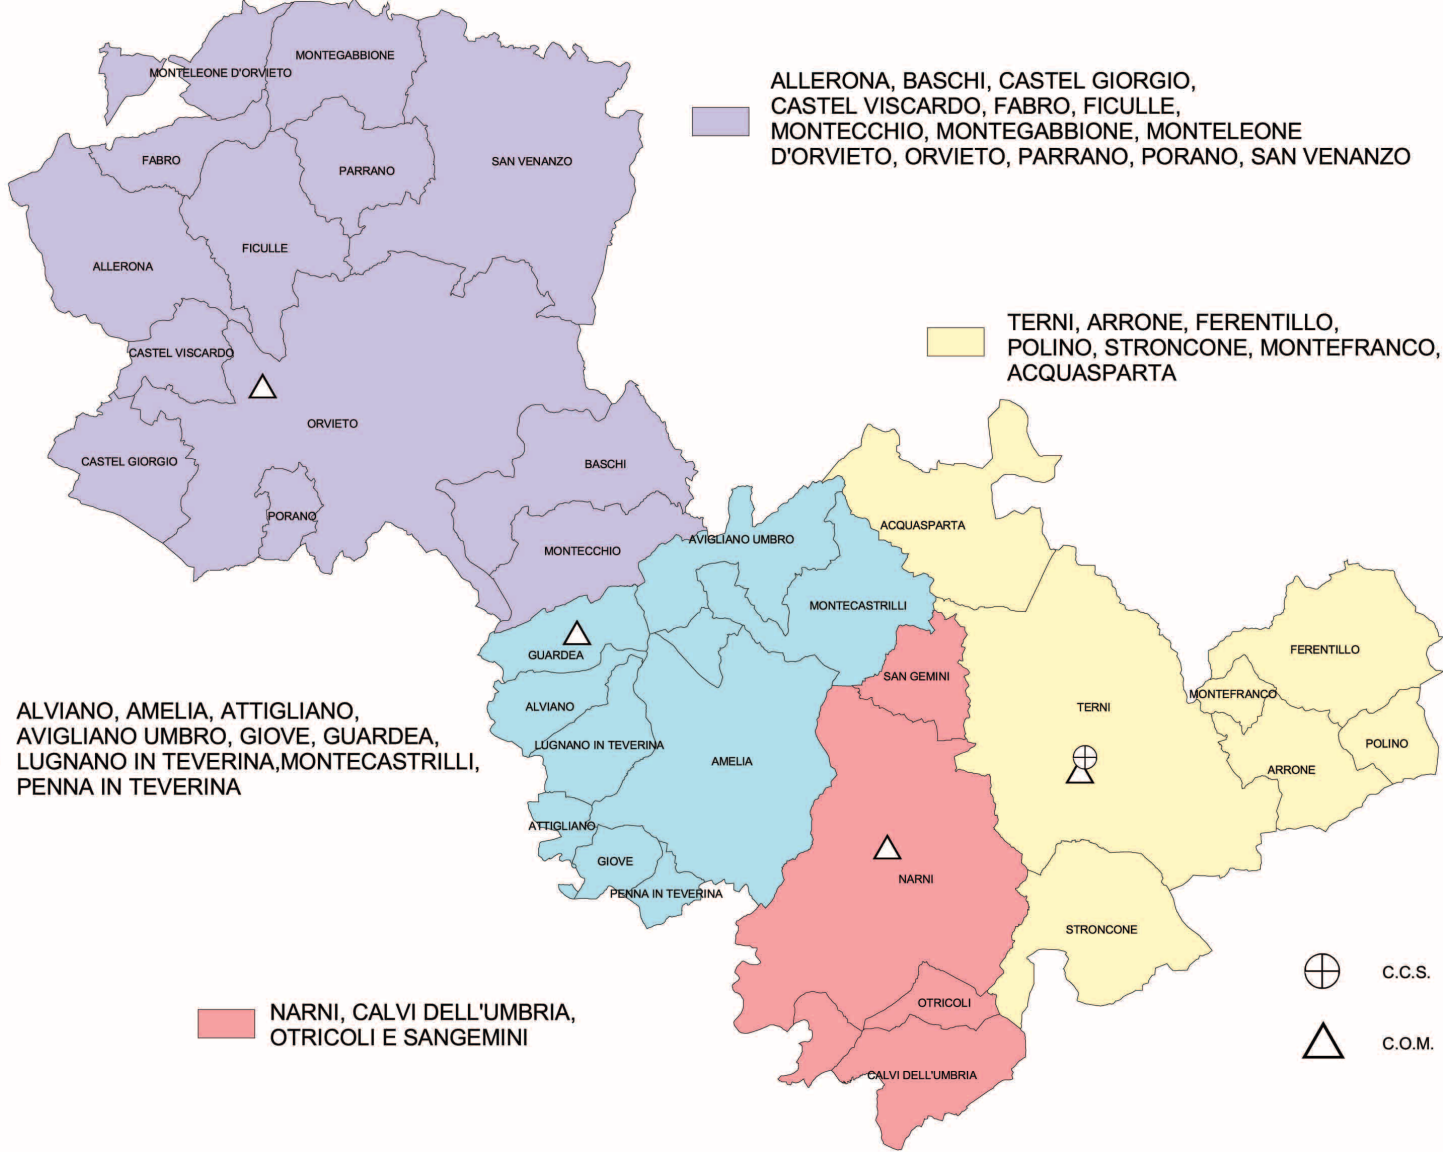 MONTEGABBIONE
MONTELEONE D'ORVIETO
ALLERONA, BASCHI, CASTEL GIORGIO,
CASTEL VISCARDO, FABRO, FICULLE,
MONTECCHIO, MONTEGABBIONE, MONTELEONE
D'ORVIETO, ORVIETO, PARRANO, PORANO, SAN VENANZO
FABRO
PARRANO
SAN VENANZO
FICULLE
ALLERONA
TERNI, ARRONE, FERENTILLO,
POLINO, STRONCONE, MONTEFRANCO,
ACQUASPARTA
CASTEL VISCARDO
ORVIETO
CASTEL GIORGIO
BASCHI
PORANO
ACQUASPARTA
AVIGLIANO UMBRO
MONTECCHIO
MONTECASTRILLI
GUARDEA
FERENTILLO
SAN GEMINI
MONTEFRANCO
ALVIANO
TERNI
ALVIANO, AMELIA, ATTIGLIANO,
AVIGLIANO UMBRO, GIOVE, GUARDEA,
LUGNANO IN TEVERINA,MONTECASTRILLI,
PENNA IN TEVERINA
LUGNANO IN TEVERINA
POLINO
AMELIA
ARRONE
ATTIGLIANO
GIOVE
NARNI
PENNA IN TEVERINA
STRONCONE
C.C.S.
OTRICOLI
NARNI, CALVI DELL'UMBRIA,
OTRICOLI E SANGEMINI
C.O.M.
CALVI DELL'UMBRIA